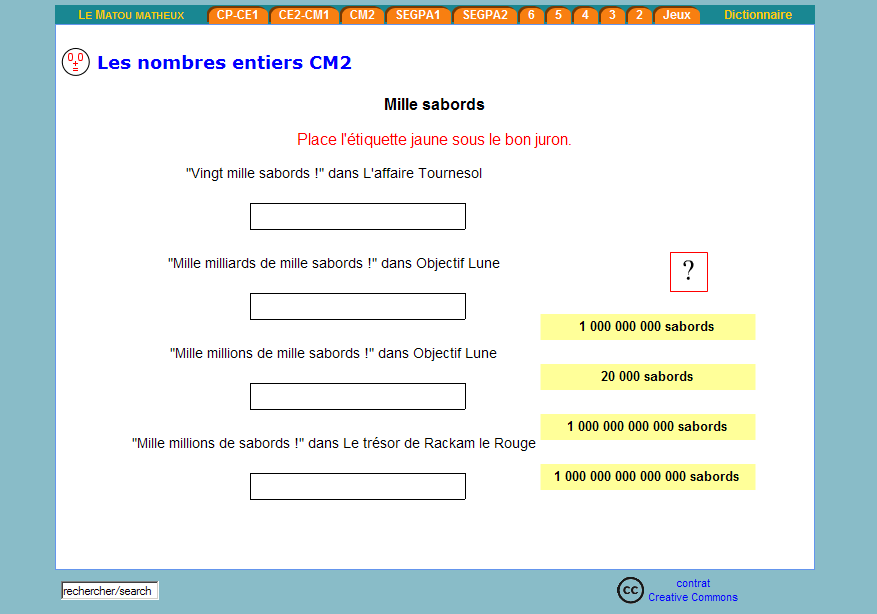 LE MATOU MATHEUX CP-CE1 CE2-CM1 CM2 SEGPA1 SEGPA2 6 5 4 3 2 Jeux Dictionnaire
0 0
+
=
Les nombres entiers CM2
Mille sabords
Place l'étiquette jaune sous le bon juron.
"Vingt mille sabords !" dans L'affaire Tournesol
"Mille milliards de mille sabords !" dans Objectif Lune
?
1 000 000 000 sabords
"Mille millions de mille sabords !" dans Objectif Lune
20 000 sabords
1 000 000 000 000 sabords
"Mille millions de sabords !" dans Le trésor de Rackam le Rouge
1 000 000 000 000 000 sabords
rechercher/search
cc
contrat
Creative Commons